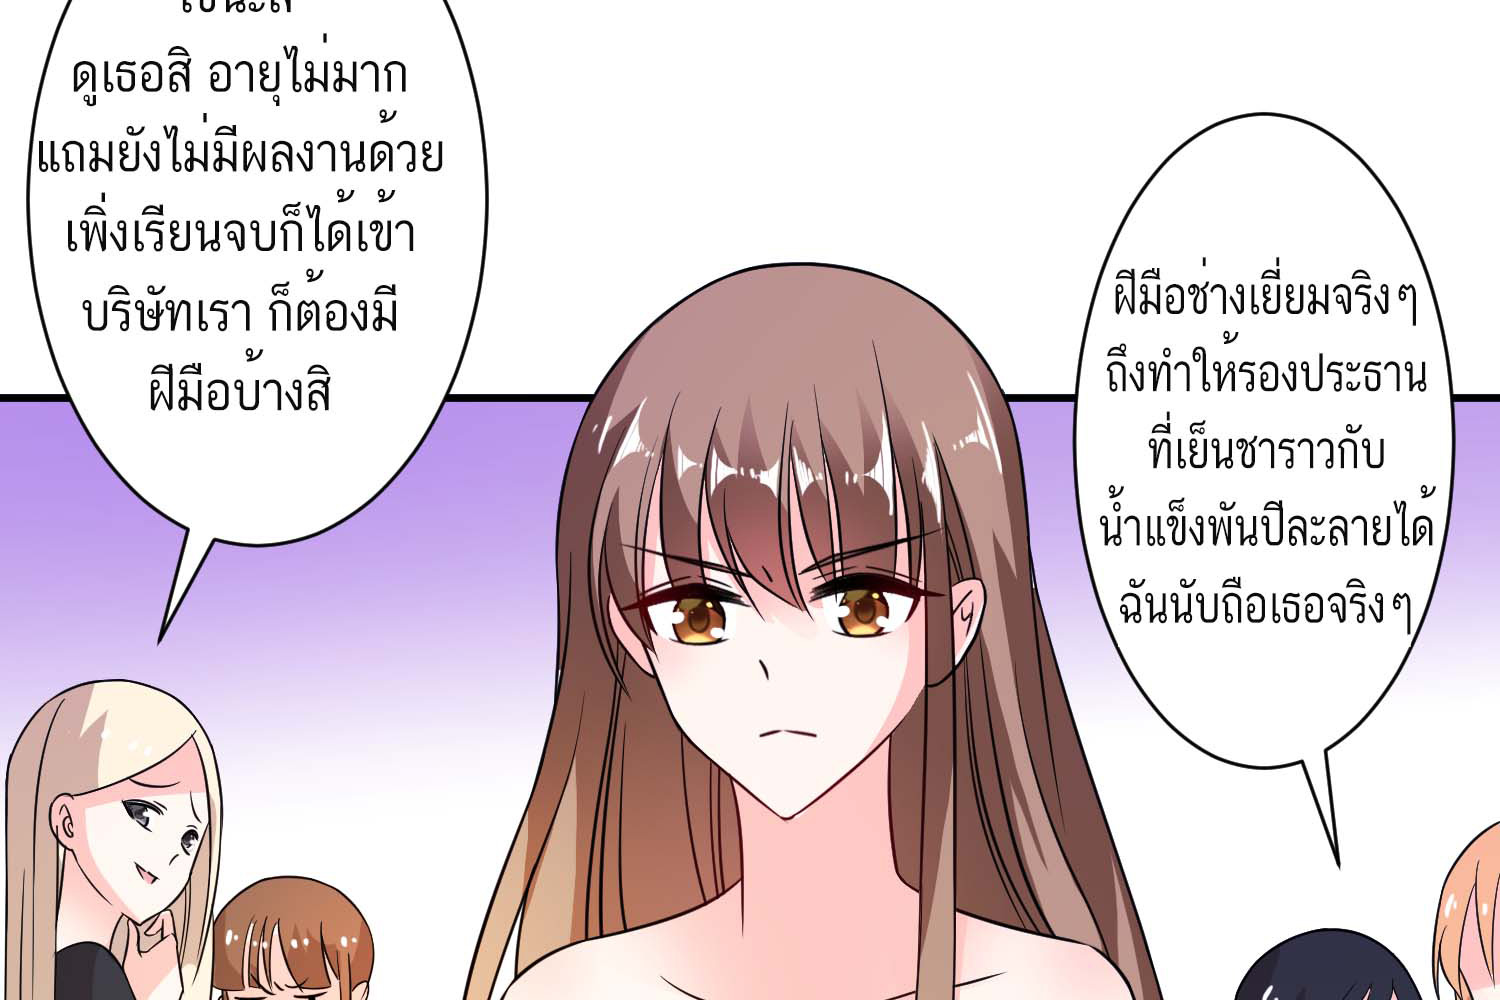 ดูเธอสิ อายุไม่มาก
แถมยังไม่มีผลงานด้วย
เพิ่งเรียนจบก็ได้เข้า
บริษัทเรา ก็ต้องมี
ฝีมือบ้างสิ
ฝีมือช่างเยี่ยมจริงๆ
ถึงทำให้รองประธาน
ที่เย็นชาราวกับ
น้ำแข็งพันปีละลายได้
ฉันนับถือเธอจริงๆ